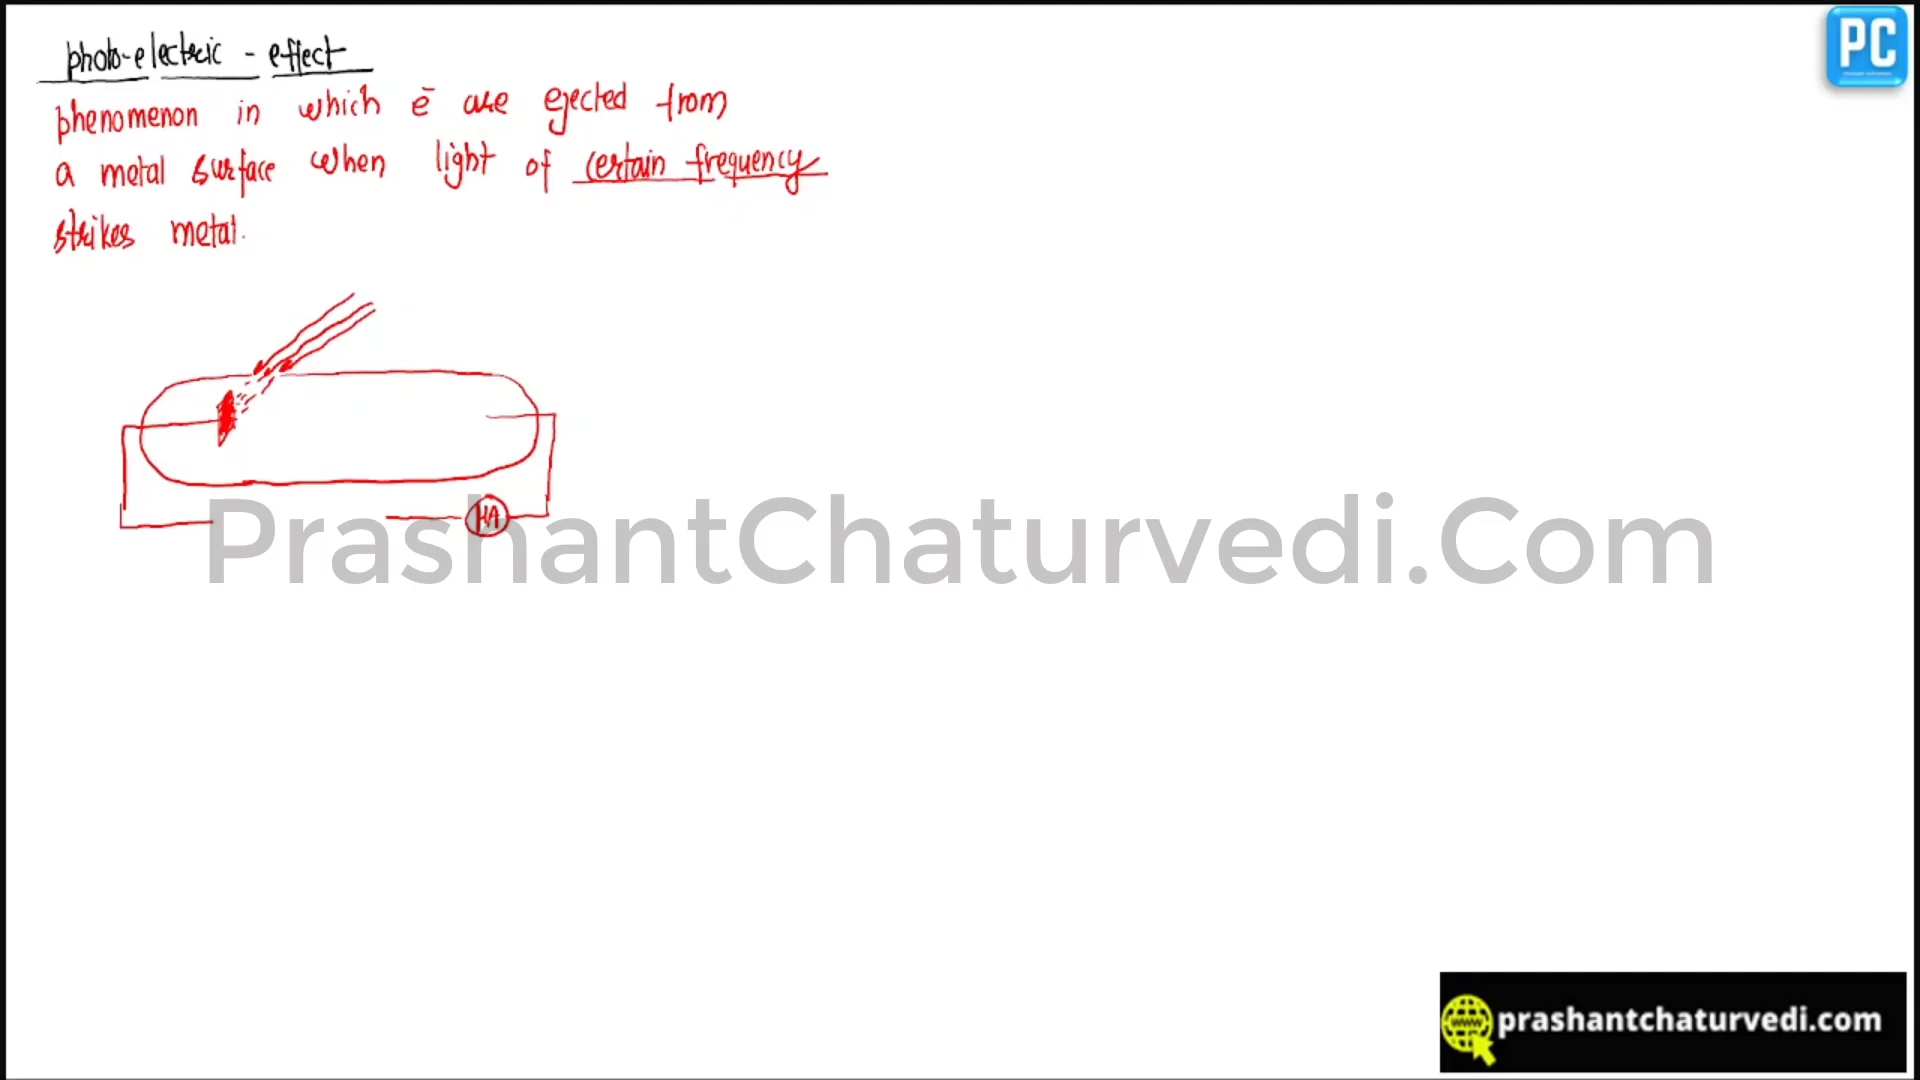 PC
photo-electric - effect
phenomenon in which e⁻ are ejected from
a metal surface when light of certain frequency
strikes metal.
PrashantChaturvedi.Com
prashantchaturvedi.com